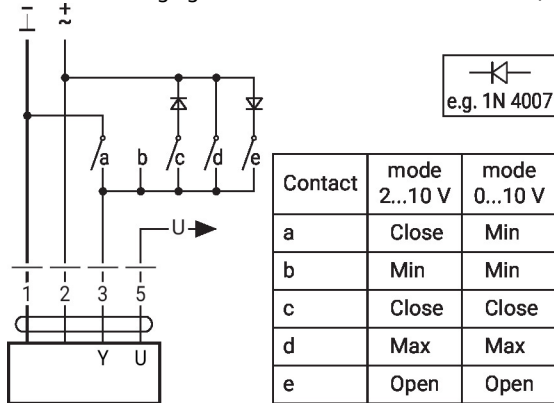 − +
⊥ ~
e.g. 1N 4007
a b c d e
U
1 2 3 5
Y U
Contact mode 2...10 V mode 0...10 V
a Close Min
b Min Min
c Close Close
d Max Max
e Open Open